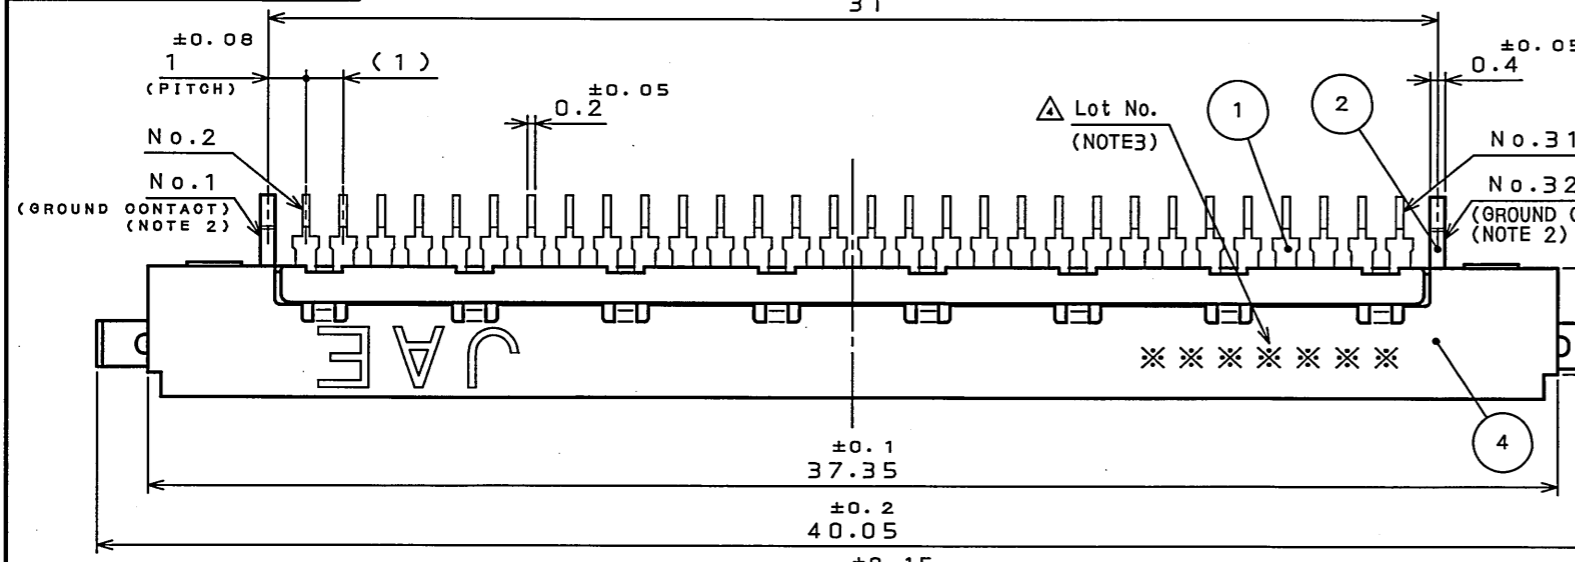 31
±0.08
1
(PITCH)
(1)
±0.05
0.2
±0.05
0.4
No.2
No.1
(GROUND CONTACT)
(NOTE 2)
4 Lot No.
(NOTE3)
1
2
No.31
No.32
(GROUND
(NOTE 2)
JAE
※※※※※※※
4
±0.1
37.35
±0.2
40.05